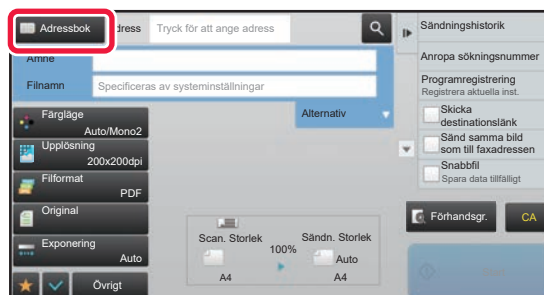 Adressbok
dress
Tryck för att ange adress
Ämne
Filnamn
Specificeras av systeminställningar
Alternativ
Färgläge
Auto/Mono2
Upplösning
200x200dpi
Filformat
PDF
Original
Exponering
Auto
Övrigt
Scan. Storlek
A4
100%
Sändn. Storlek
Auto
A4
Sändningshistorik
Anropa sökningsnummer
Programregistrering
Registrera aktuella inst.
Skicka
destinationslänk
Sänd samma bild
som till faxadressen
Snabbfil
Spara data tillfälligt
Förhandsgr.
CA